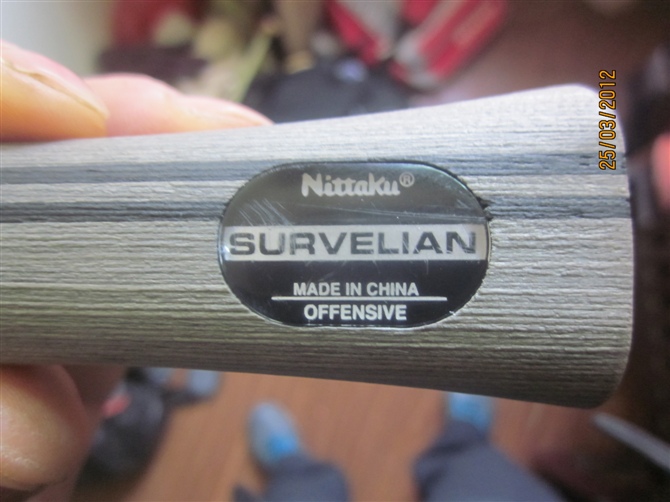 Nittaku®
SURVELIAN
MADE IN CHINA
OFFENSIVE
25/03/2012